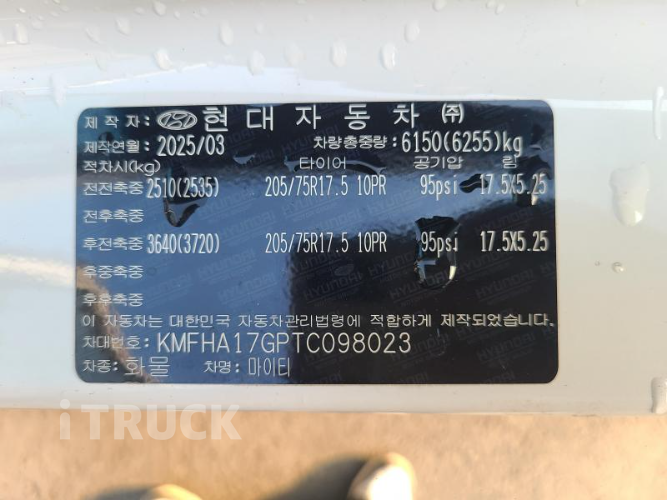 제 작 자: HYUNDAI 현 대 자 동 차 ㈜
제작연월: 2025/03 차량총중량: 6150(6255)kg
적차시(kg) 타이어 공기압 림
전전축중 2510(2535) 205/75R17.5 10PR 95psi 17.5X5.25
전후축중
후전축중 3640(3720) 205/75R17.5 10PR 95psi 17.5X5.25
후중축중
후후축중
이 자동차는 대한민국 자동차관리법령에 적합하게 제작되었음.
차대번호: KMFHA17GPTC098023
차종: 화물 차명: 마이티
iTRUCK